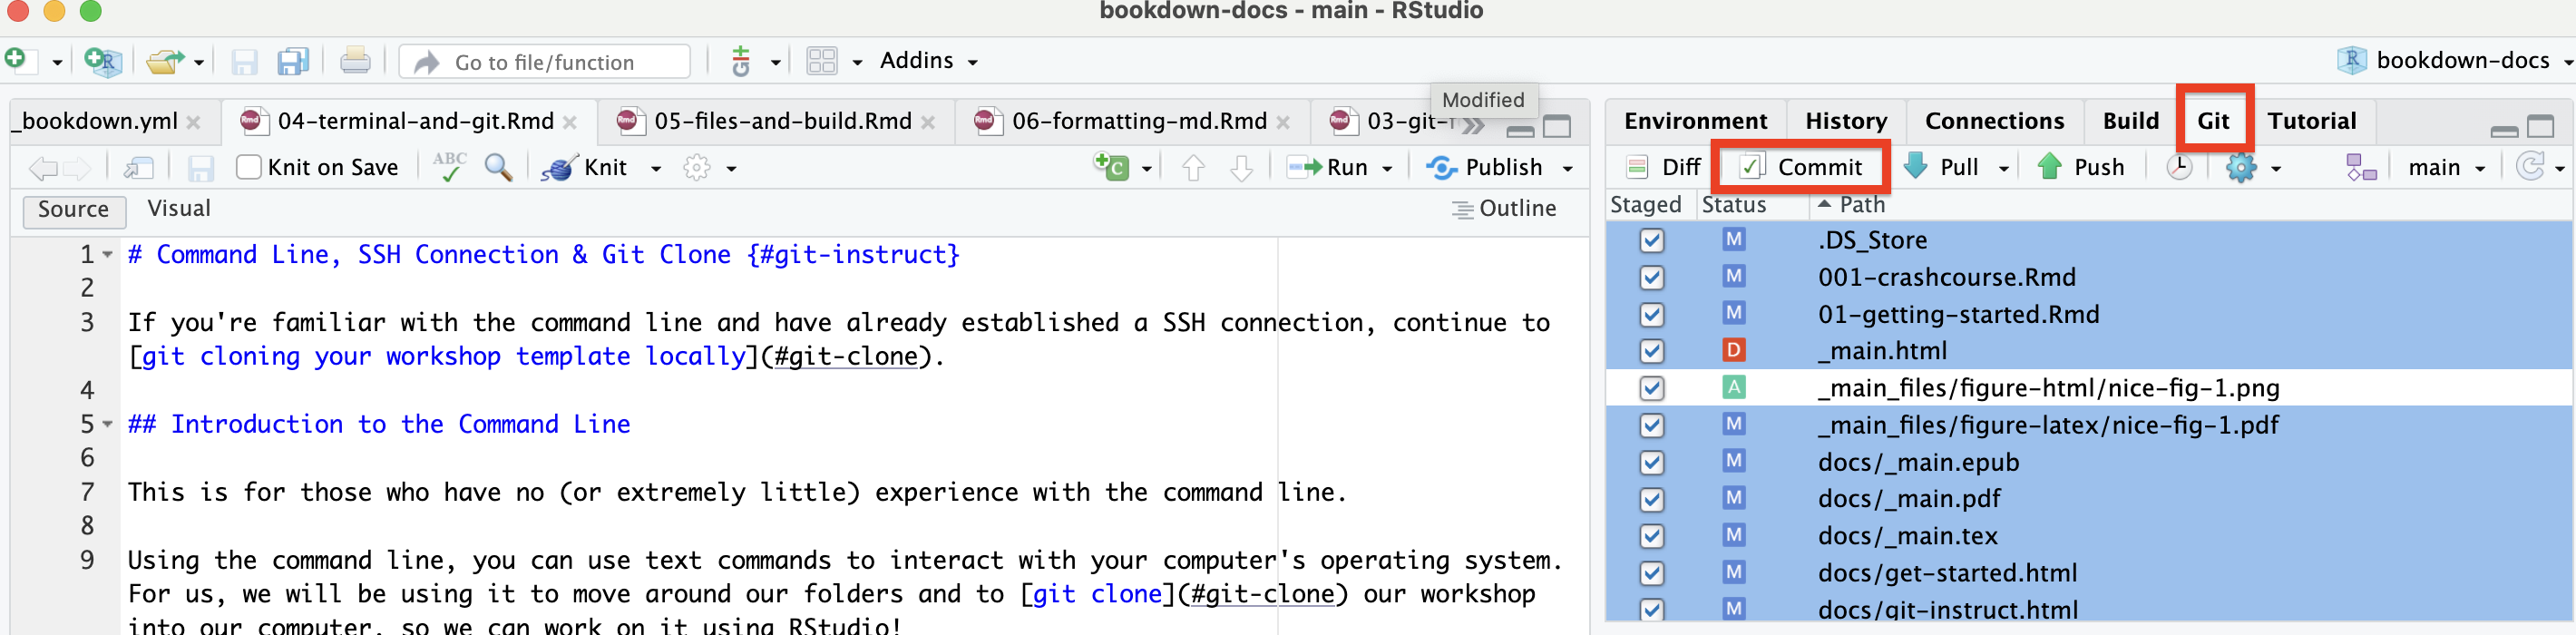 bookdown-docs - main - RStudio
Go to file/function Addins bookdown-docs
Modified
_bookdown.yml 04-terminal-and-git.Rmd 05-files-and-build.Rmd 06-formatting-md.Rmd 03-git-
Environment History Connections Build Git Tutorial
Knit on Save ABC Knit Run Publish
Diff Commit Pull Push main
Source Visual Outline
Staged Status Path
1 # Command Line, SSH Connection & Git Clone {#git-instruct}
2
3 If you're familiar with the command line and have already established a SSH connection, continue to
[git cloning your workshop template locally](#git-clone).
4
5 ## Introduction to the Command Line
6
7 This is for those who have no (or extremely little) experience with the command line.
8
9 Using the command line, you can use text commands to interact with your computer's operating system.
For us, we will be using it to move around our folders and to [git clone](#git-clone) our workshop
into our computer, so we can work on it using RStudio!
M .DS_Store
M 001-crashcourse.Rmd
M 01-getting-started.Rmd
D _main.html
A _main_files/figure-html/nice-fig-1.png
M _main_files/figure-latex/nice-fig-1.pdf
M docs/_main.epub
M docs/_main.pdf
M docs/_main.tex
M docs/get-started.html
M docs/git-instruct.html